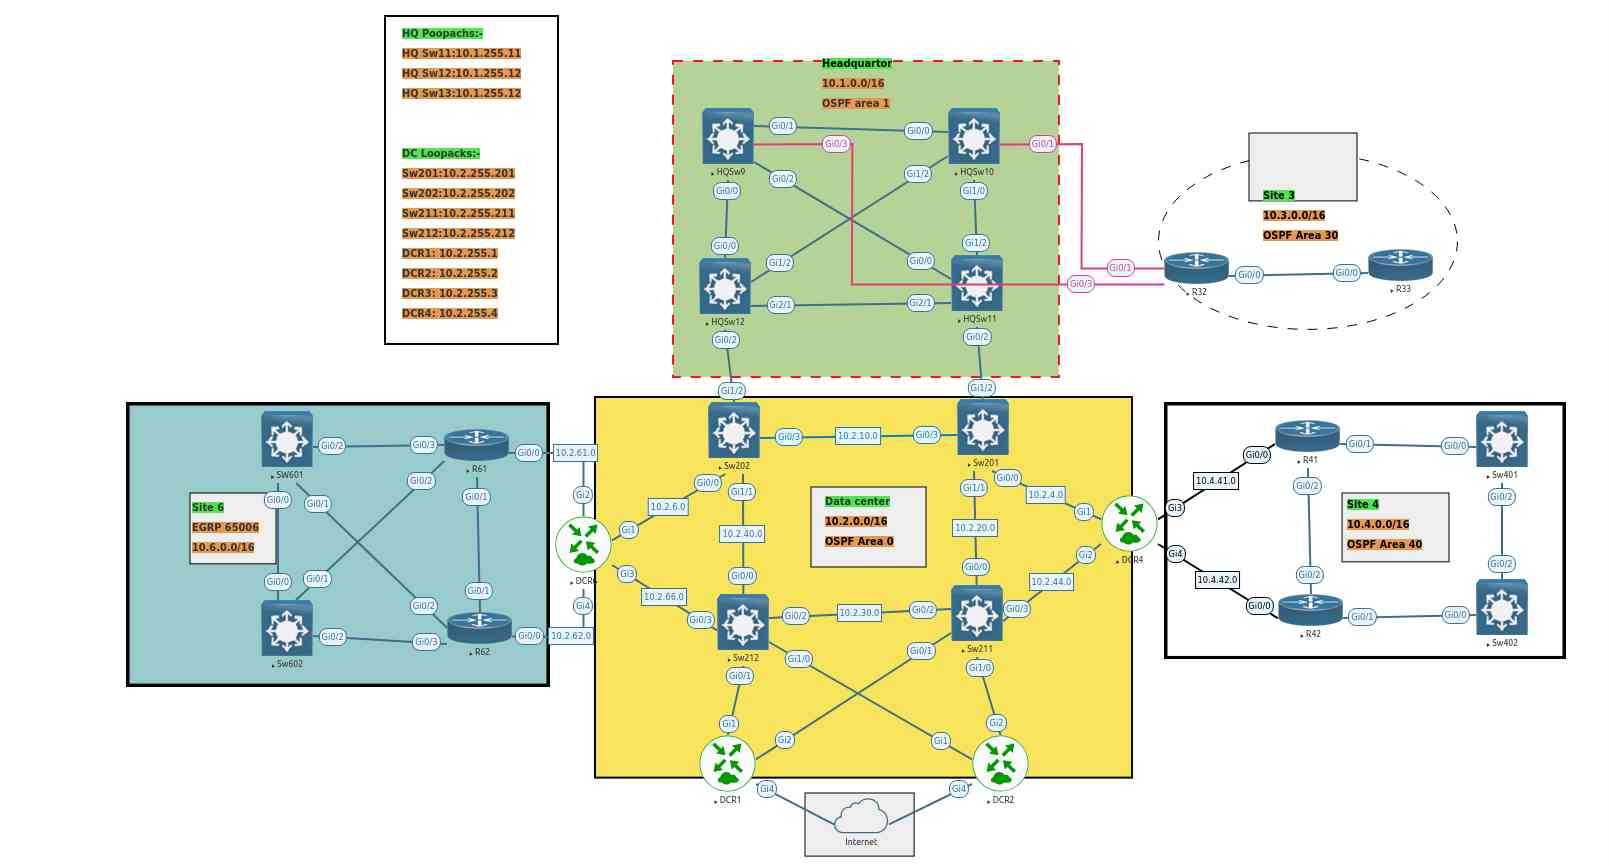 HQ Poopachs:-
HQ Sw11:10.1.255.11
HQ Sw12:10.1.255.12
HQ Sw13:10.1.255.12
DC Loopacks:-
Sw201:10.2.255.201
Sw202:10.2.255.202
Sw211:10.2.255.211
Sw212:10.2.255.212
DCR1: 10.2.255.1
DCR2: 10.2.255.2
DCR3: 10.2.255.3
DCR4: 10.2.255.4
Headquartor
10.1.0.0/16
OSPF area 1
Gi0/1
Gi0/0
Gi0/3
Gi0/1
HQSw9
HQSw10
Gi0/2
Gi1/2
Gi0/0
Gi1/0
Gi0/0
Gi1/2
Gi1/2
Gi0/0
Gi2/1
Gi2/1
HQSw12
HQSw11
Gi0/2
Gi0/2
Site 3
10.3.0.0/16
OSPF Area 30
Gi0/1
Gi0/3
Gi0/0
Gi0/0
R32
R33
Gi1/2
Gi1/2
Gi0/2
Gi0/3
Gi0/0
10.2.61.0
SW601
R61
Gi0/2
Gi0/0
Gi0/1
Gi0/1
Site 6
EGRP 65006
10.6.0.0/16
Gi0/0
Gi0/1
Gi0/2
Gi0/1
Gi0/2
Gi0/3
Gi0/0
10.2.62.0
Sw602
R62
Gi2
Gi1
Gi3
Gi4
DCR6
Gi0/3
10.2.10.0
Gi0/3
Sw202
Sw201
Gi0/0
Gi1/1
10.2.6.0
10.2.40.0
Gi1/1
Gi0/0
10.2.4.0
Gi1
10.2.20.0
Data center
10.2.0.0/16
OSPF Area 0
Gi2
DCR4
10.2.66.0
Gi0/0
Gi0/0
10.2.44.0
Gi0/3
Gi0/2
10.2.30.0
Gi0/2
Gi0/3
Sw212
Sw211
Gi0/1
Gi1/0
Gi0/1
Gi1/0
Gi1
Gi2
Gi1
Gi2
DCR1
DCR2
Gi4
Gi4
Internet
Gi3
10.4.41.0
Gi0/0
Gi4
10.4.42.0
Gi0/0
R41
Gi0/1
Gi0/0
Sw401
Gi0/2
Gi0/2
Site 4
10.4.0.0/16
OSPF Area 40
Gi0/2
Gi0/2
R42
Gi0/1
Gi0/0
Sw402